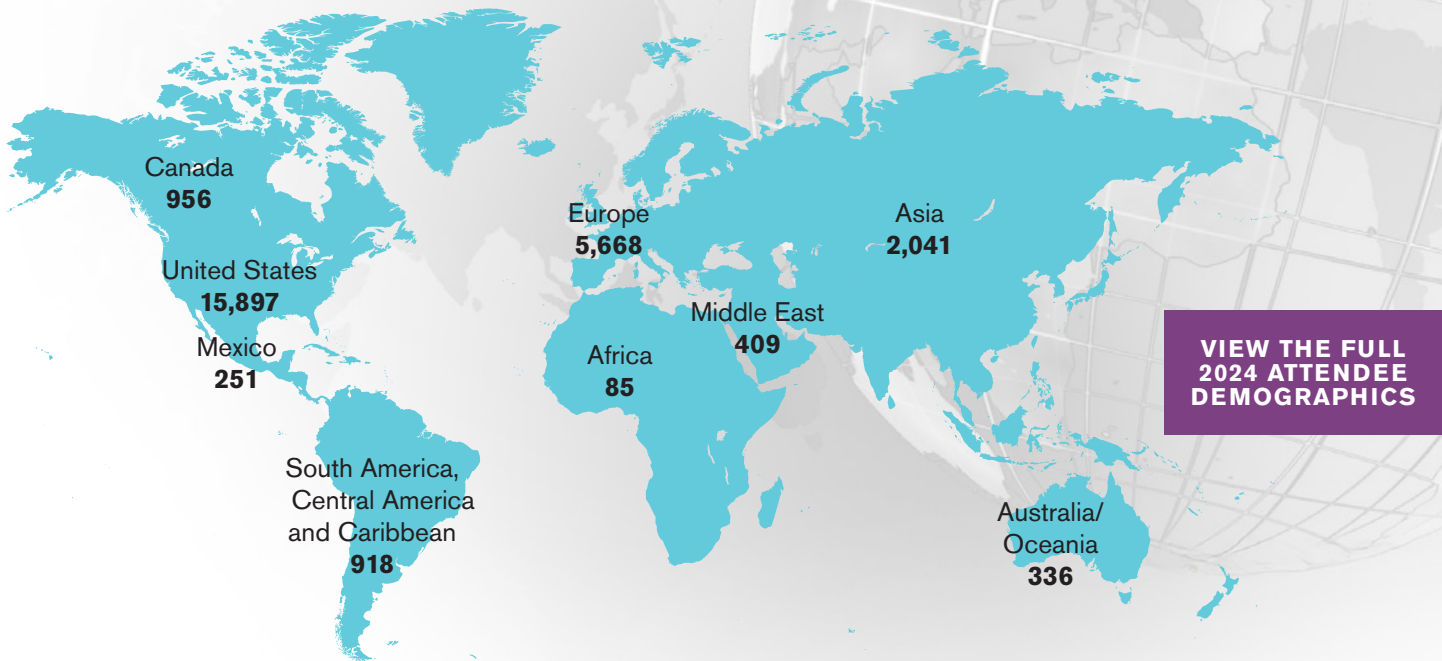 Canada
956
United States
15,897
Mexico
251
South America,
Central America
and Caribbean
918
Europe
5,668
Africa
85
Middle East
409
Asia
2,041
Australia/
Oceania
336
VIEW THE FULL
2024 ATTENDEE
DEMOGRAPHICS